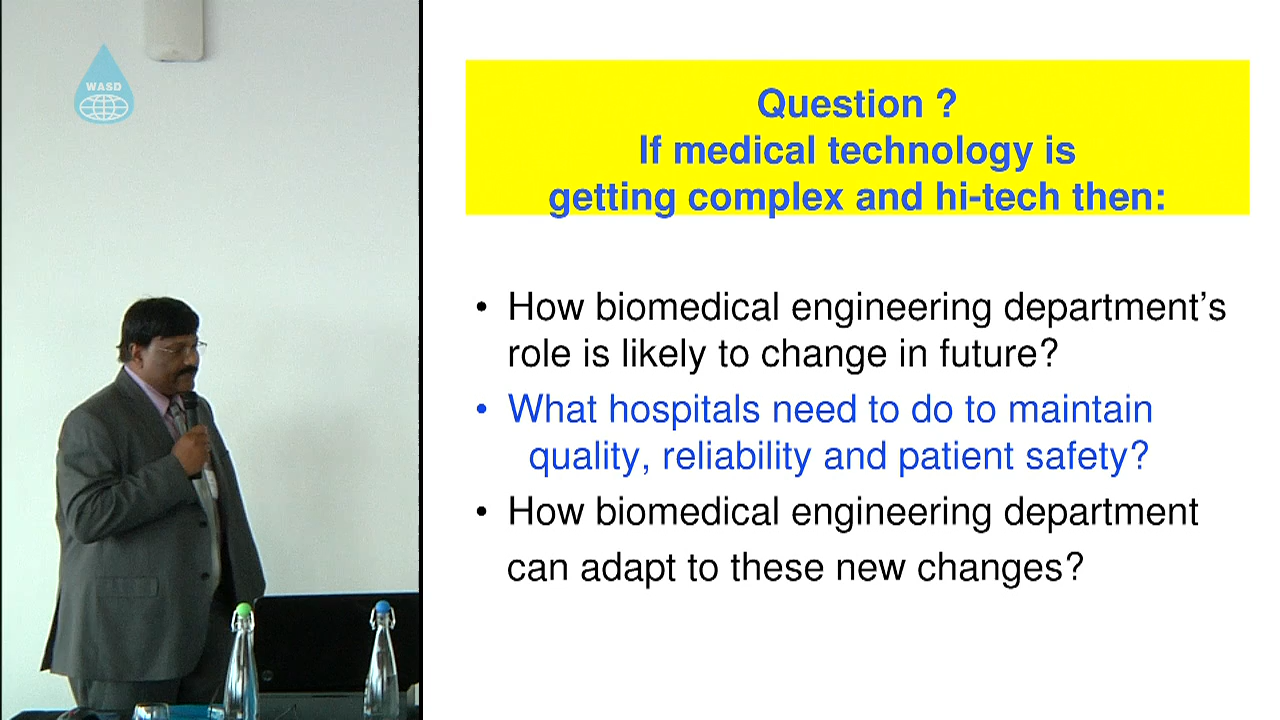 WASD
Question ?
If medical technology is
getting complex and hi-tech then:
• How biomedical engineering department’s
role is likely to change in future?
• What hospitals need to do to maintain
quality, reliability and patient safety?
• How biomedical engineering department
can adapt to these new changes?